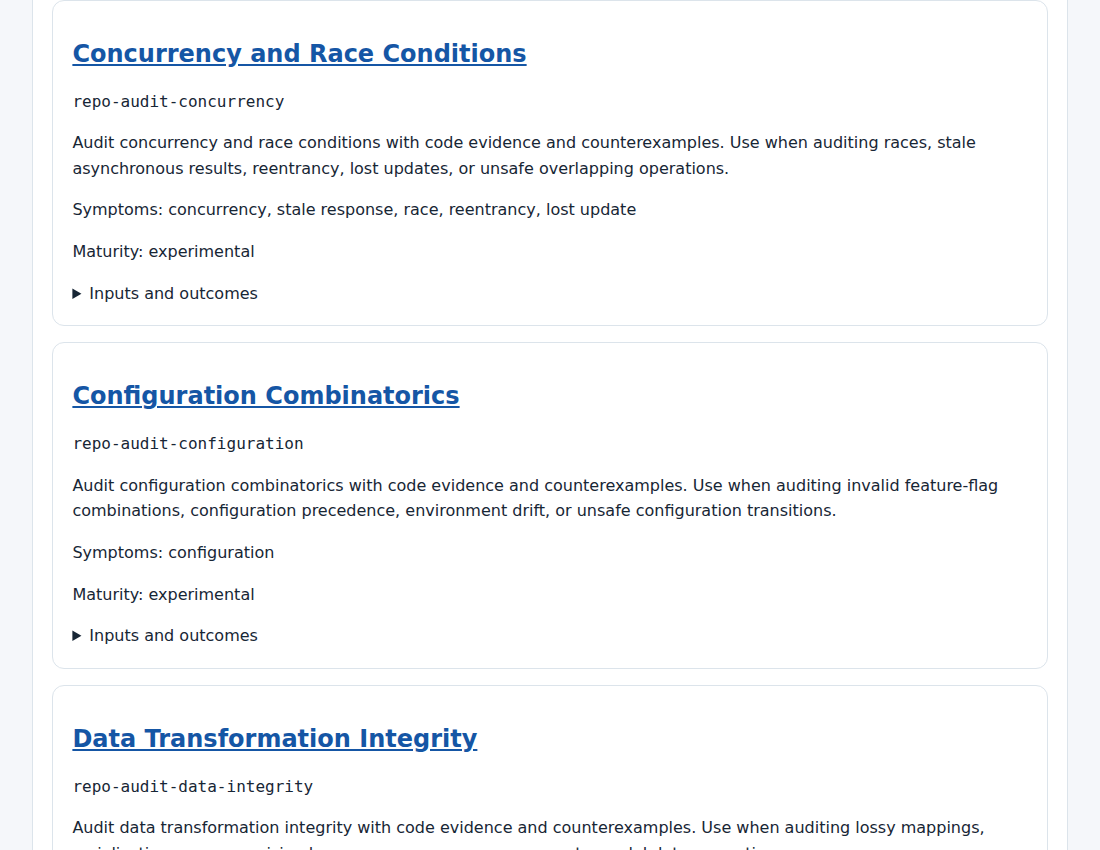 Concurrency and Race Conditions
repo-audit-concurrency
Audit concurrency and race conditions with code evidence and counterexamples. Use when auditing races, stale
asynchronous results, reentrancy, lost updates, or unsafe overlapping operations.
Symptoms: concurrency, stale response, race, reentrancy, lost update
Maturity: experimental
Inputs and outcomes
Configuration Combinatorics
repo-audit-configuration
Audit configuration combinatorics with code evidence and counterexamples. Use when auditing invalid feature-flag
combinations, configuration precedence, environment drift, or unsafe configuration transitions.
Symptoms: configuration
Maturity: experimental
Inputs and outcomes
Data Transformation Integrity
repo-audit-data-integrity
Audit data transformation integrity with code evidence and counterexamples. Use when auditing lossy mappings,